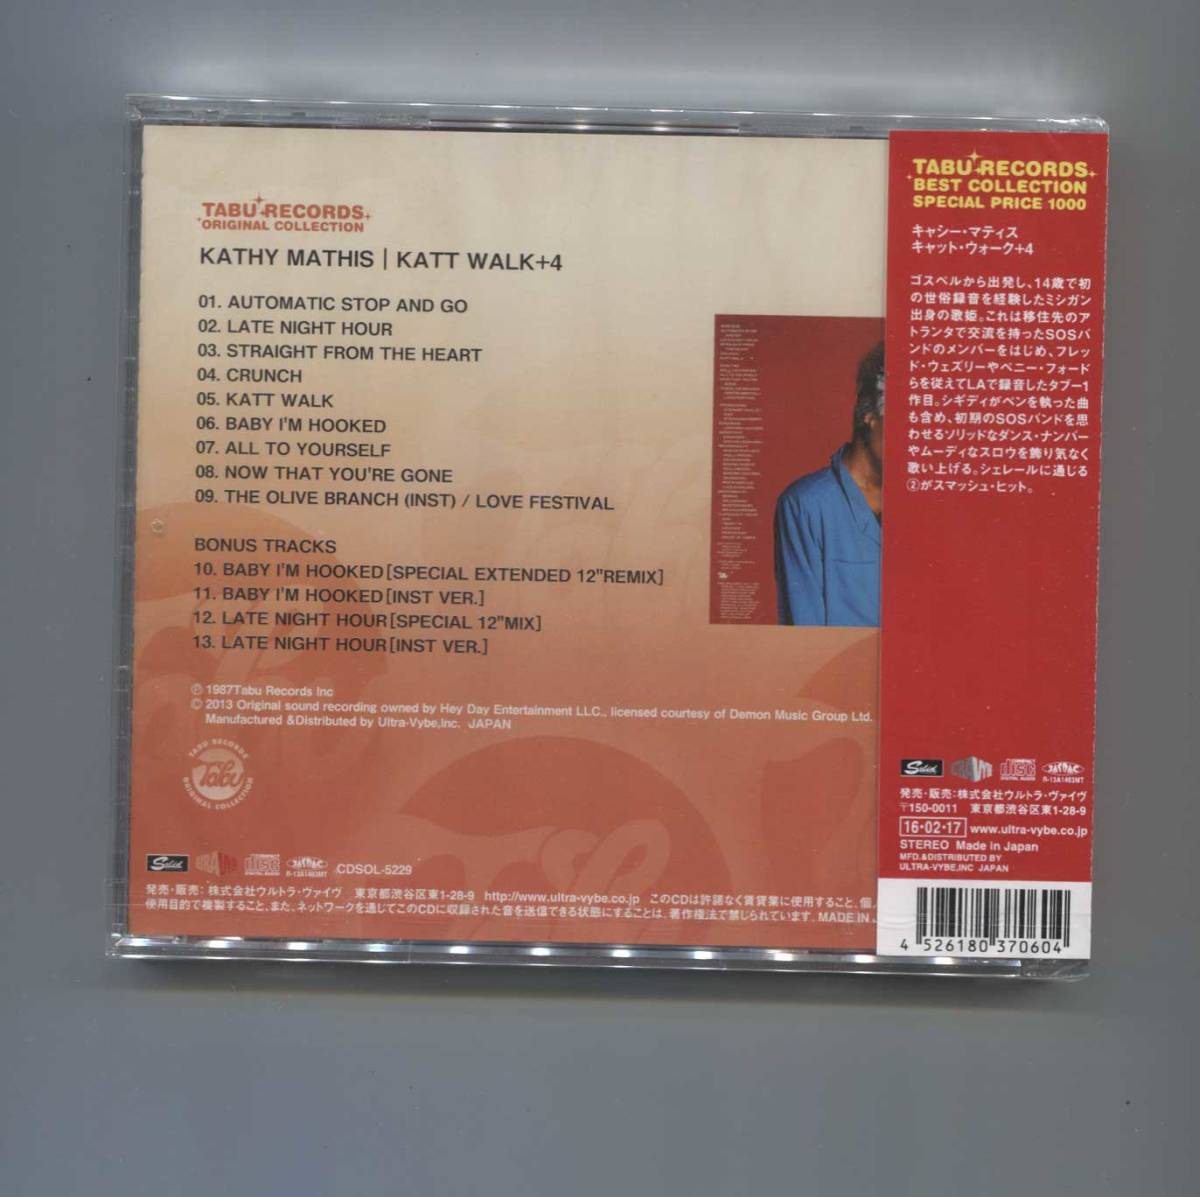 TABU RECORDS
ORIGINAL COLLECTION
KATHY MATHIS | KATT WALK+4
01. AUTOMATIC STOP AND GO
02. LATE NIGHT HOUR
03. STRAIGHT FROM THE HEART
04. CRUNCH
05. KATT WALK
06. BABY I'M HOOKED
07. ALL TO YOURSELF
08. NOW THAT YOU'RE GONE
09. THE OLIVE BRANCH (INST) / LOVE FESTIVAL
BONUS TRACKS
10. BABY I'M HOOKED[SPECIAL EXTENDED 12"REMIX]
11. BABY I'M HOOKED[INST VER.]
12. LATE NIGHT HOUR[SPECIAL 12"MIX]
13. LATE NIGHT HOUR[INST VER.]
℗ 1987Tabu Records Inc
© 2013 Original sound recording owned by Hey Day Entertainment LLC., licensed courtesy of Demon Music Group Ltd.
Manufactured &Distributed by Ultra-Vybe,inc. JAPAN
TABU RECORDS
Tabu
ORIGINAL COLLECTION
Solid
disc
JASRAC
R-13A1463MT
CDSOL-5229
発売・販売：株式会社ウルトラ・ヴァイヴ 東京都渋谷区東1-28-9 http://www.ultra-vybe.co.jp このCDは許諾なく賃貸業に使用すること、個
使用目的で複製すること、また、ネットワークを通じてこのCDに収録された音を送信できる状態にすることは、著作権法で禁じられています. MADE IN
TABU RECORDS
BEST COLLECTION
SPECIAL PRICE 1000
キャシー・マティス
キャット・ウォーク+4
ゴスペルから出発し、14歳で初
の世俗録音を経験したミシガン
出身の歌姫。これは移住先のア
トランタで交流を持ったSOSバ
ンドのメンバーをはじめ、フレッ
ド・ウェズリーやペニー・フォード
らを従えてLAで録音したタブー1
作目。シギディがペンを執った曲
も含め、初期のSOSバンドを思
わせるソリッドなダンス・ナンバー
やムーディなスロウを飾り気なく
歌い上げる。シェレールに通じる
②がスマッシュ・ヒット。
Solid
COMPACT
disc
DIGITAL AUDIO
JASRAC
R-13A1463MT
発売・販売：株式会社ウルトラ・ヴァイヴ
〒150-0011 東京都渋谷区東1-28-9
16・02・17 www.ultra-vybe.co.jp
STEREO Made in Japan
MFD.&DISTRIBUTED BY
ULTRA-VYBE,INC JAPAN
4 526180 370604